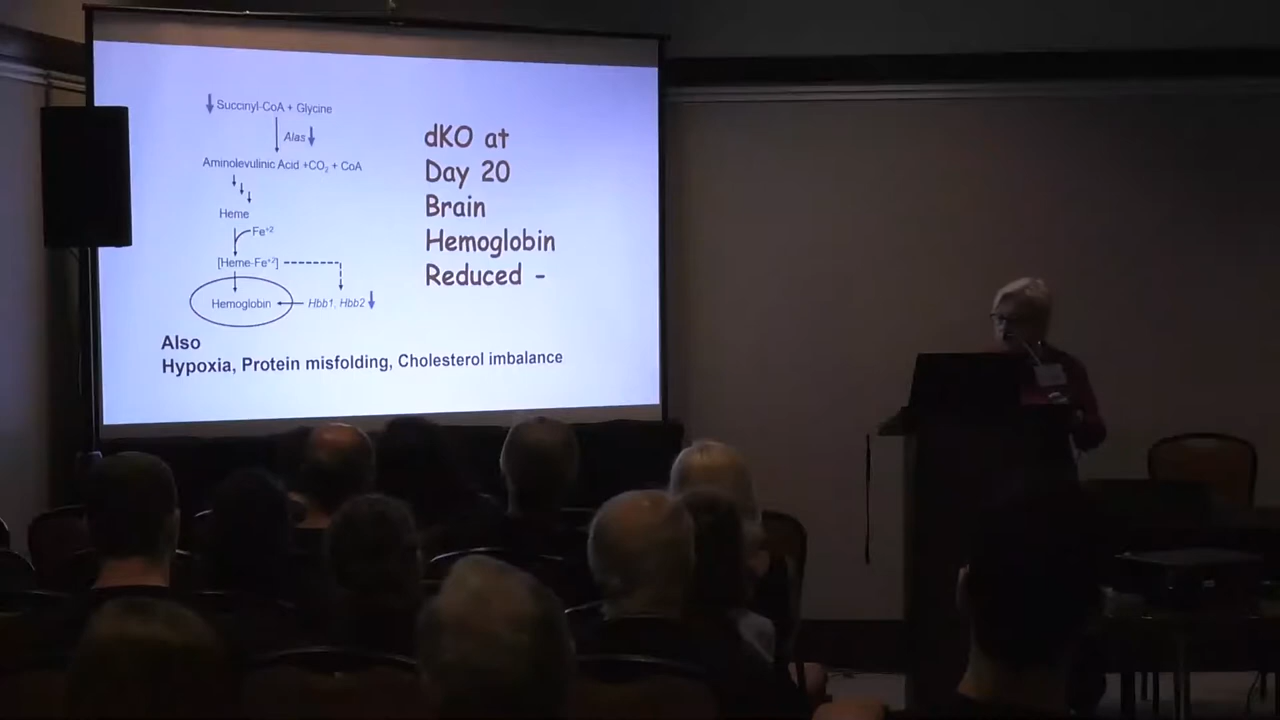 Succinyl-CoA + Glycine
Alas
Aminolevulinic Acid +CO₂ + CoA
Heme
Fe⁺²
[Heme-Fe⁺²]
Hemoglobin
Hbb1, Hbb2
dKO at
Day 20
Brain
Hemoglobin
Reduced -
Also
Hypoxia, Protein misfolding, Cholesterol imbalance